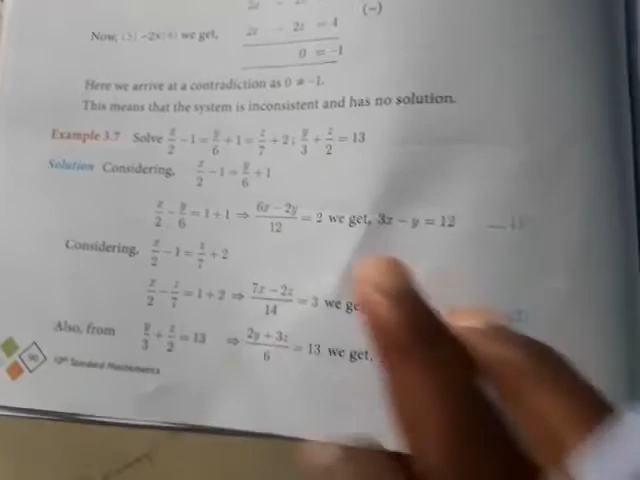 (−)
Now, (5) −2×(4) we get,
2z − 2z = 4
0 = −1
Here we arrive at a contradiction as 0 ≠ −1.
This means that the system is inconsistent and has no solution.
Example 3.7 Solve x/2 − 1 = y/6 + 1 = z/7 + 2 ; y/3 + z/2 = 13
Solution Considering, x/2 − 1 = y/6 + 1
x/2 − y/6 = 1 + 1 ⇒ (6x − 2y)/12 = 2 we get, 3x − y = 12
Considering, x/2 − 1 = z/7 + 2
x/2 − z/7 = 1 + 2 ⇒ (7x − 2z)/14 = 3 we
Also, from y/3 + z/2 = 13 ⇒ (2y + 3z)/6 = 13 we get,
10th Standard Mathematics